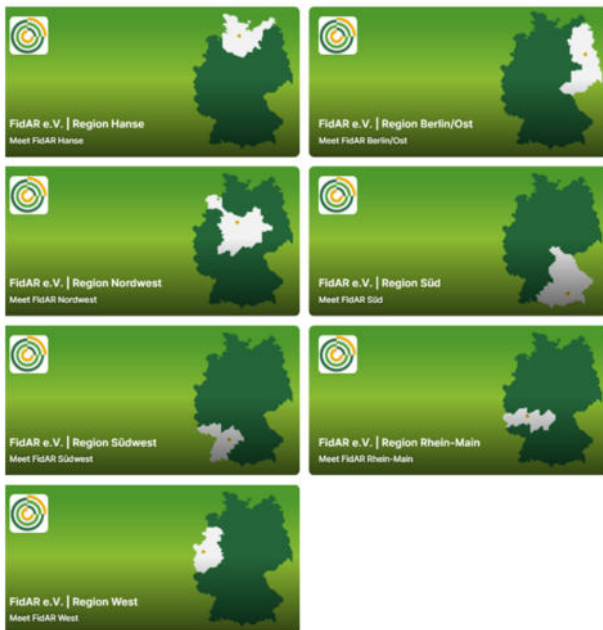 FidAR e.V. | Region Hanse
Meet FidAR Hanse
FidAR e.V. | Region Berlin/Ost
Meet FidAR Berlin/Ost
FidAR e.V. | Region Nordwest
Meet FidAR Nordwest
FidAR e.V. | Region Süd
Meet FidAR Süd
FidAR e.V. | Region Südwest
Meet FidAR Südwest
FidAR e.V. | Region Rhein-Main
Meet FidAR Rhein-Main
FidAR e.V. | Region West
Meet FidAR West